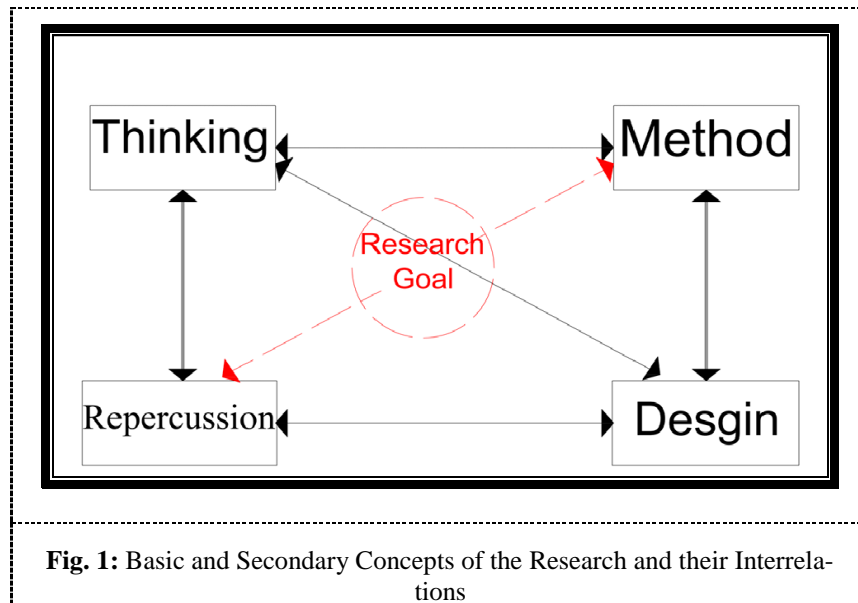 Thinking
Method
Research
Goal
Repercussion
Desgin
Fig. 1: Basic and Secondary Concepts of the Research and their Interrela-
tions